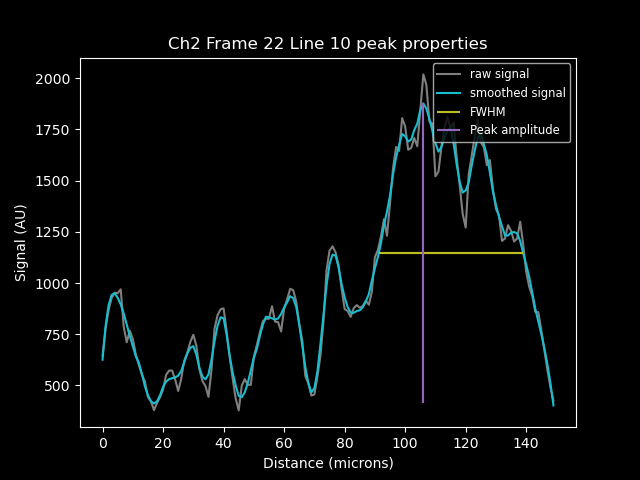 Ch2 Frame 22 Line 10 peak properties
raw signal
smoothed signal
FWHM
Peak amplitude
Signal (AU)
2000
1750
1500
1250
1000
750
500
0 20 40 60 80 100 120 140
Distance (microns)